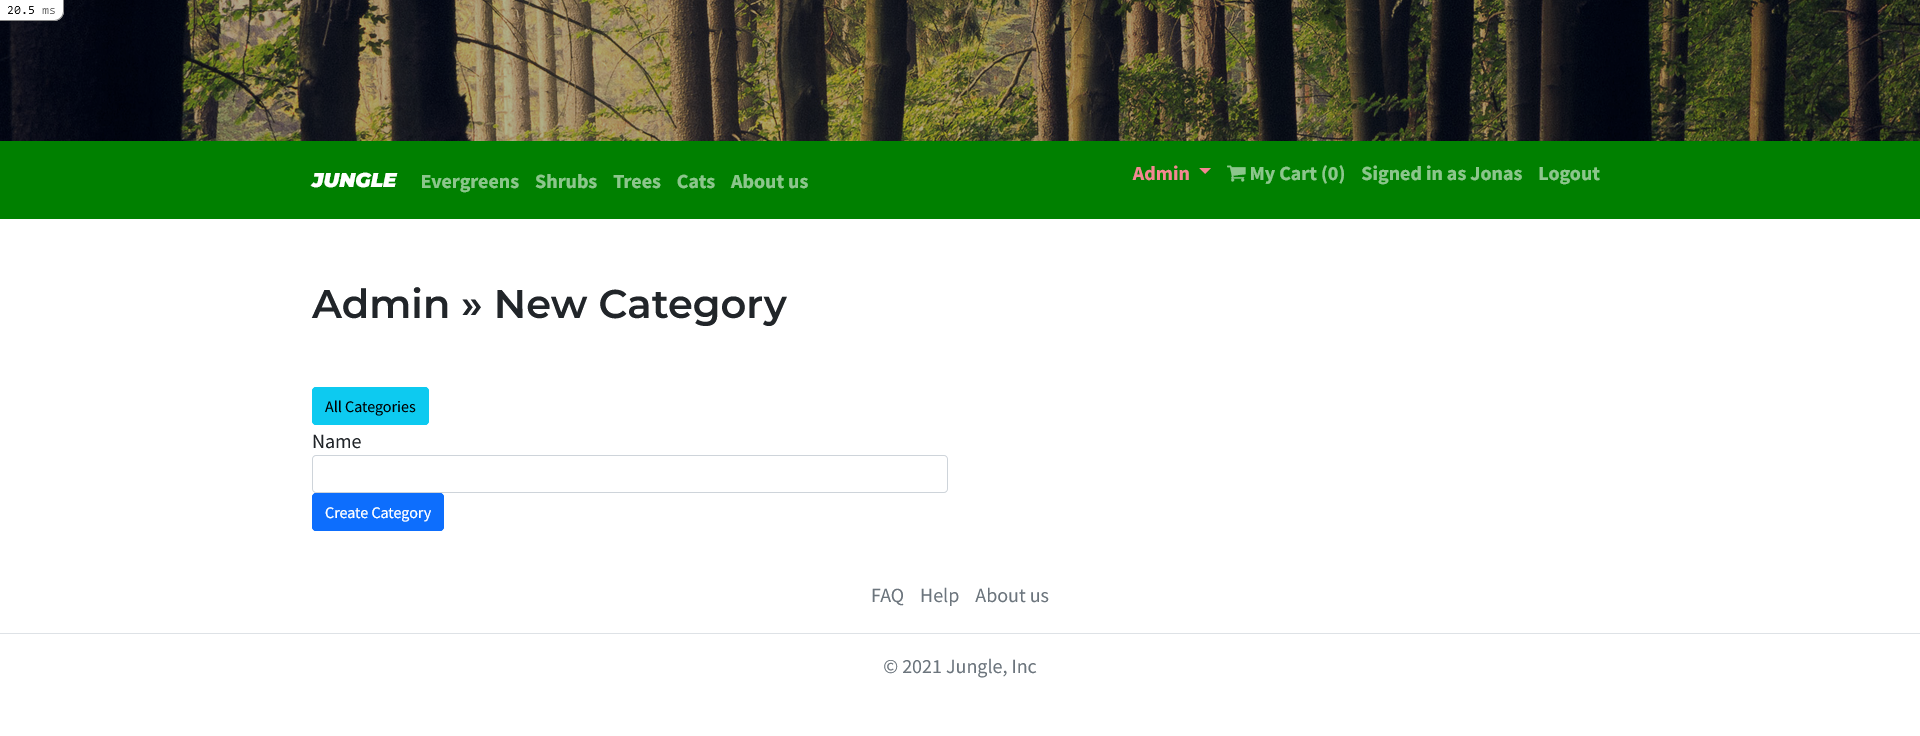 20.5 ms
JUNGLE Evergreens Shrubs Trees Cats About us Admin My Cart (0) Signed in as Jonas Logout
Admin » New Category
All Categories
Name
Create Category
FAQ Help About us
© 2021 Jungle, Inc